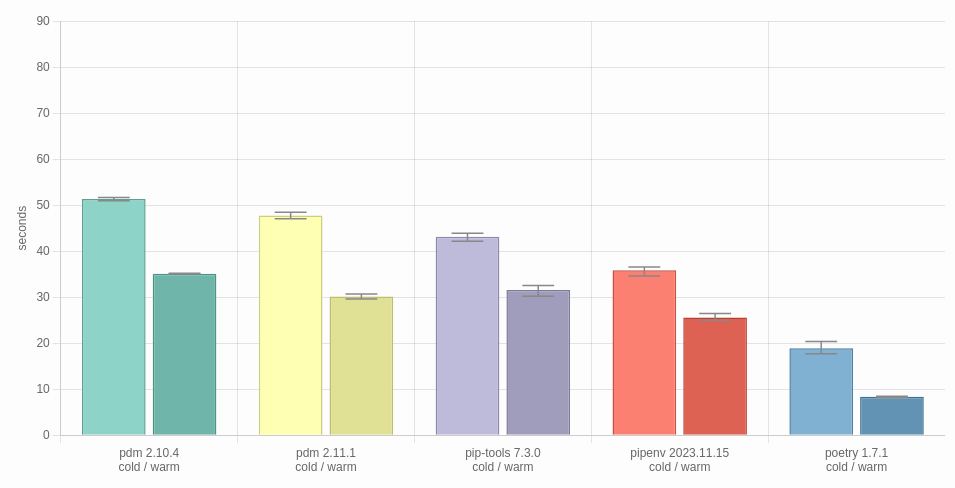 90
80
70
60
50
40
30
20
10
0
seconds
pdm 2.10.4
cold / warm
pdm 2.11.1
cold / warm
pip-tools 7.3.0
cold / warm
pipenv 2023.11.15
cold / warm
poetry 1.7.1
cold / warm